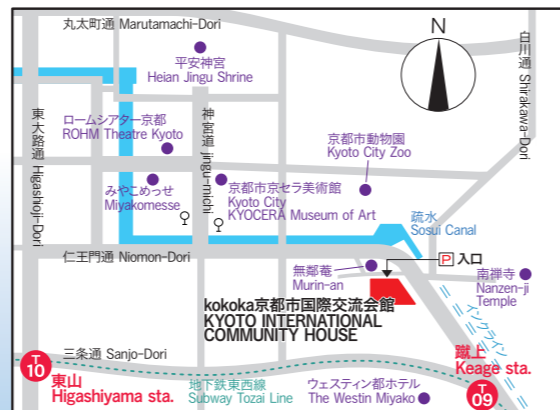 丸太町通 Marutamachi-Dori
N
白川通 Shirakawa-Dori
平安神宮
Heian Jingu Shrine
東大路通 Higashioji-Dori
ロームシアター京都
ROHM Theatre Kyoto
神宮道 jingu-michi
京都市動物園
Kyoto City Zoo
みやこめっせ
Miyakomesse
京都市京セラ美術館
Kyoto City
KYOCERA Museum of Art
疏水
Sosui Canal
仁王門通 Niomon-Dori
P 入口
無鄰菴
Murin-an
南禅寺
Nanzen-ji
Temple
kokoka京都市国際交流会館
KYOTO INTERNATIONAL
COMMUNITY HOUSE
インクライン
三条通 Sanjo-Dori
蹴上
Keage sta.
T
10
東山
Higashiyama sta.
地下鉄東西線
Subway Tozai Line
ウェスティン都ホテル
The Westin Miyako
T
09